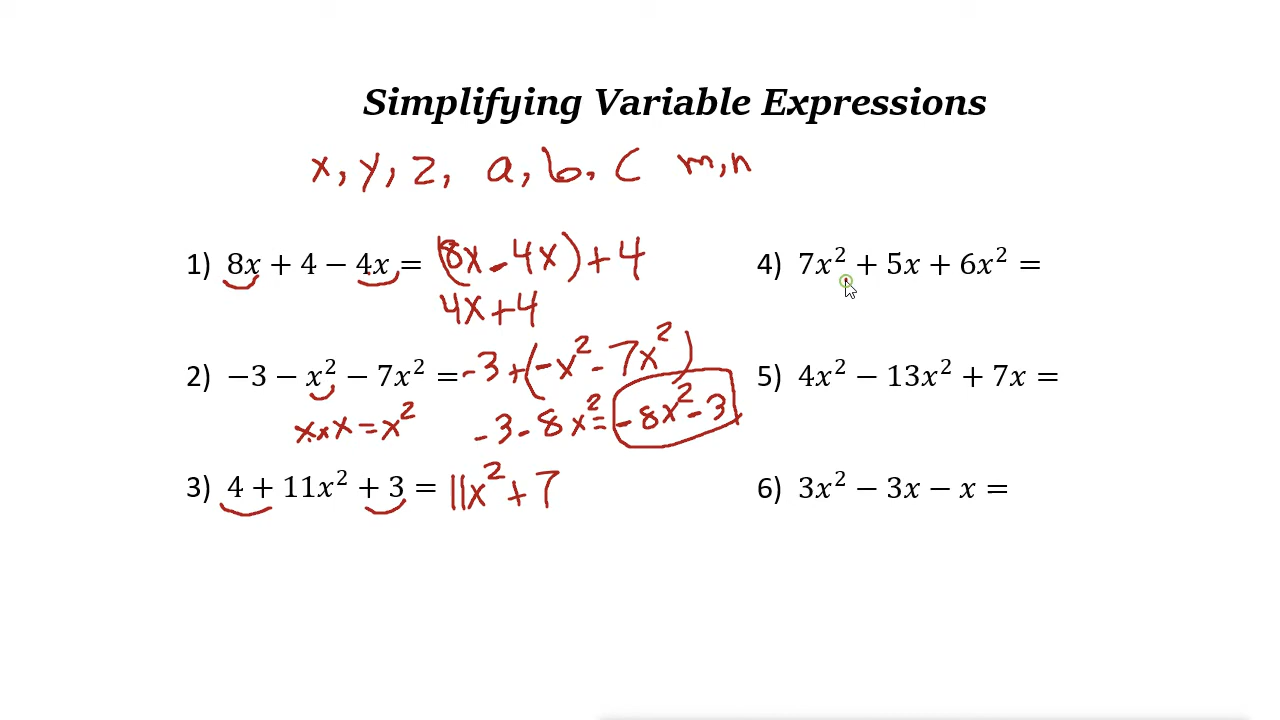 Simplifying Variable Expressions
x, y, z, a, b, c m, n
1) 8x + 4 − 4x = (8x - 4x) + 4
4x + 4
2) −3 − x² − 7x² = -3 + (-x² - 7x²)
x • x = x² -3 - 8x² = -8x² - 3
3) 4 + 11x² + 3 = 11x² + 7
4) 7x² + 5x + 6x² =
5) 4x² − 13x² + 7x =
6) 3x² − 3x − x =